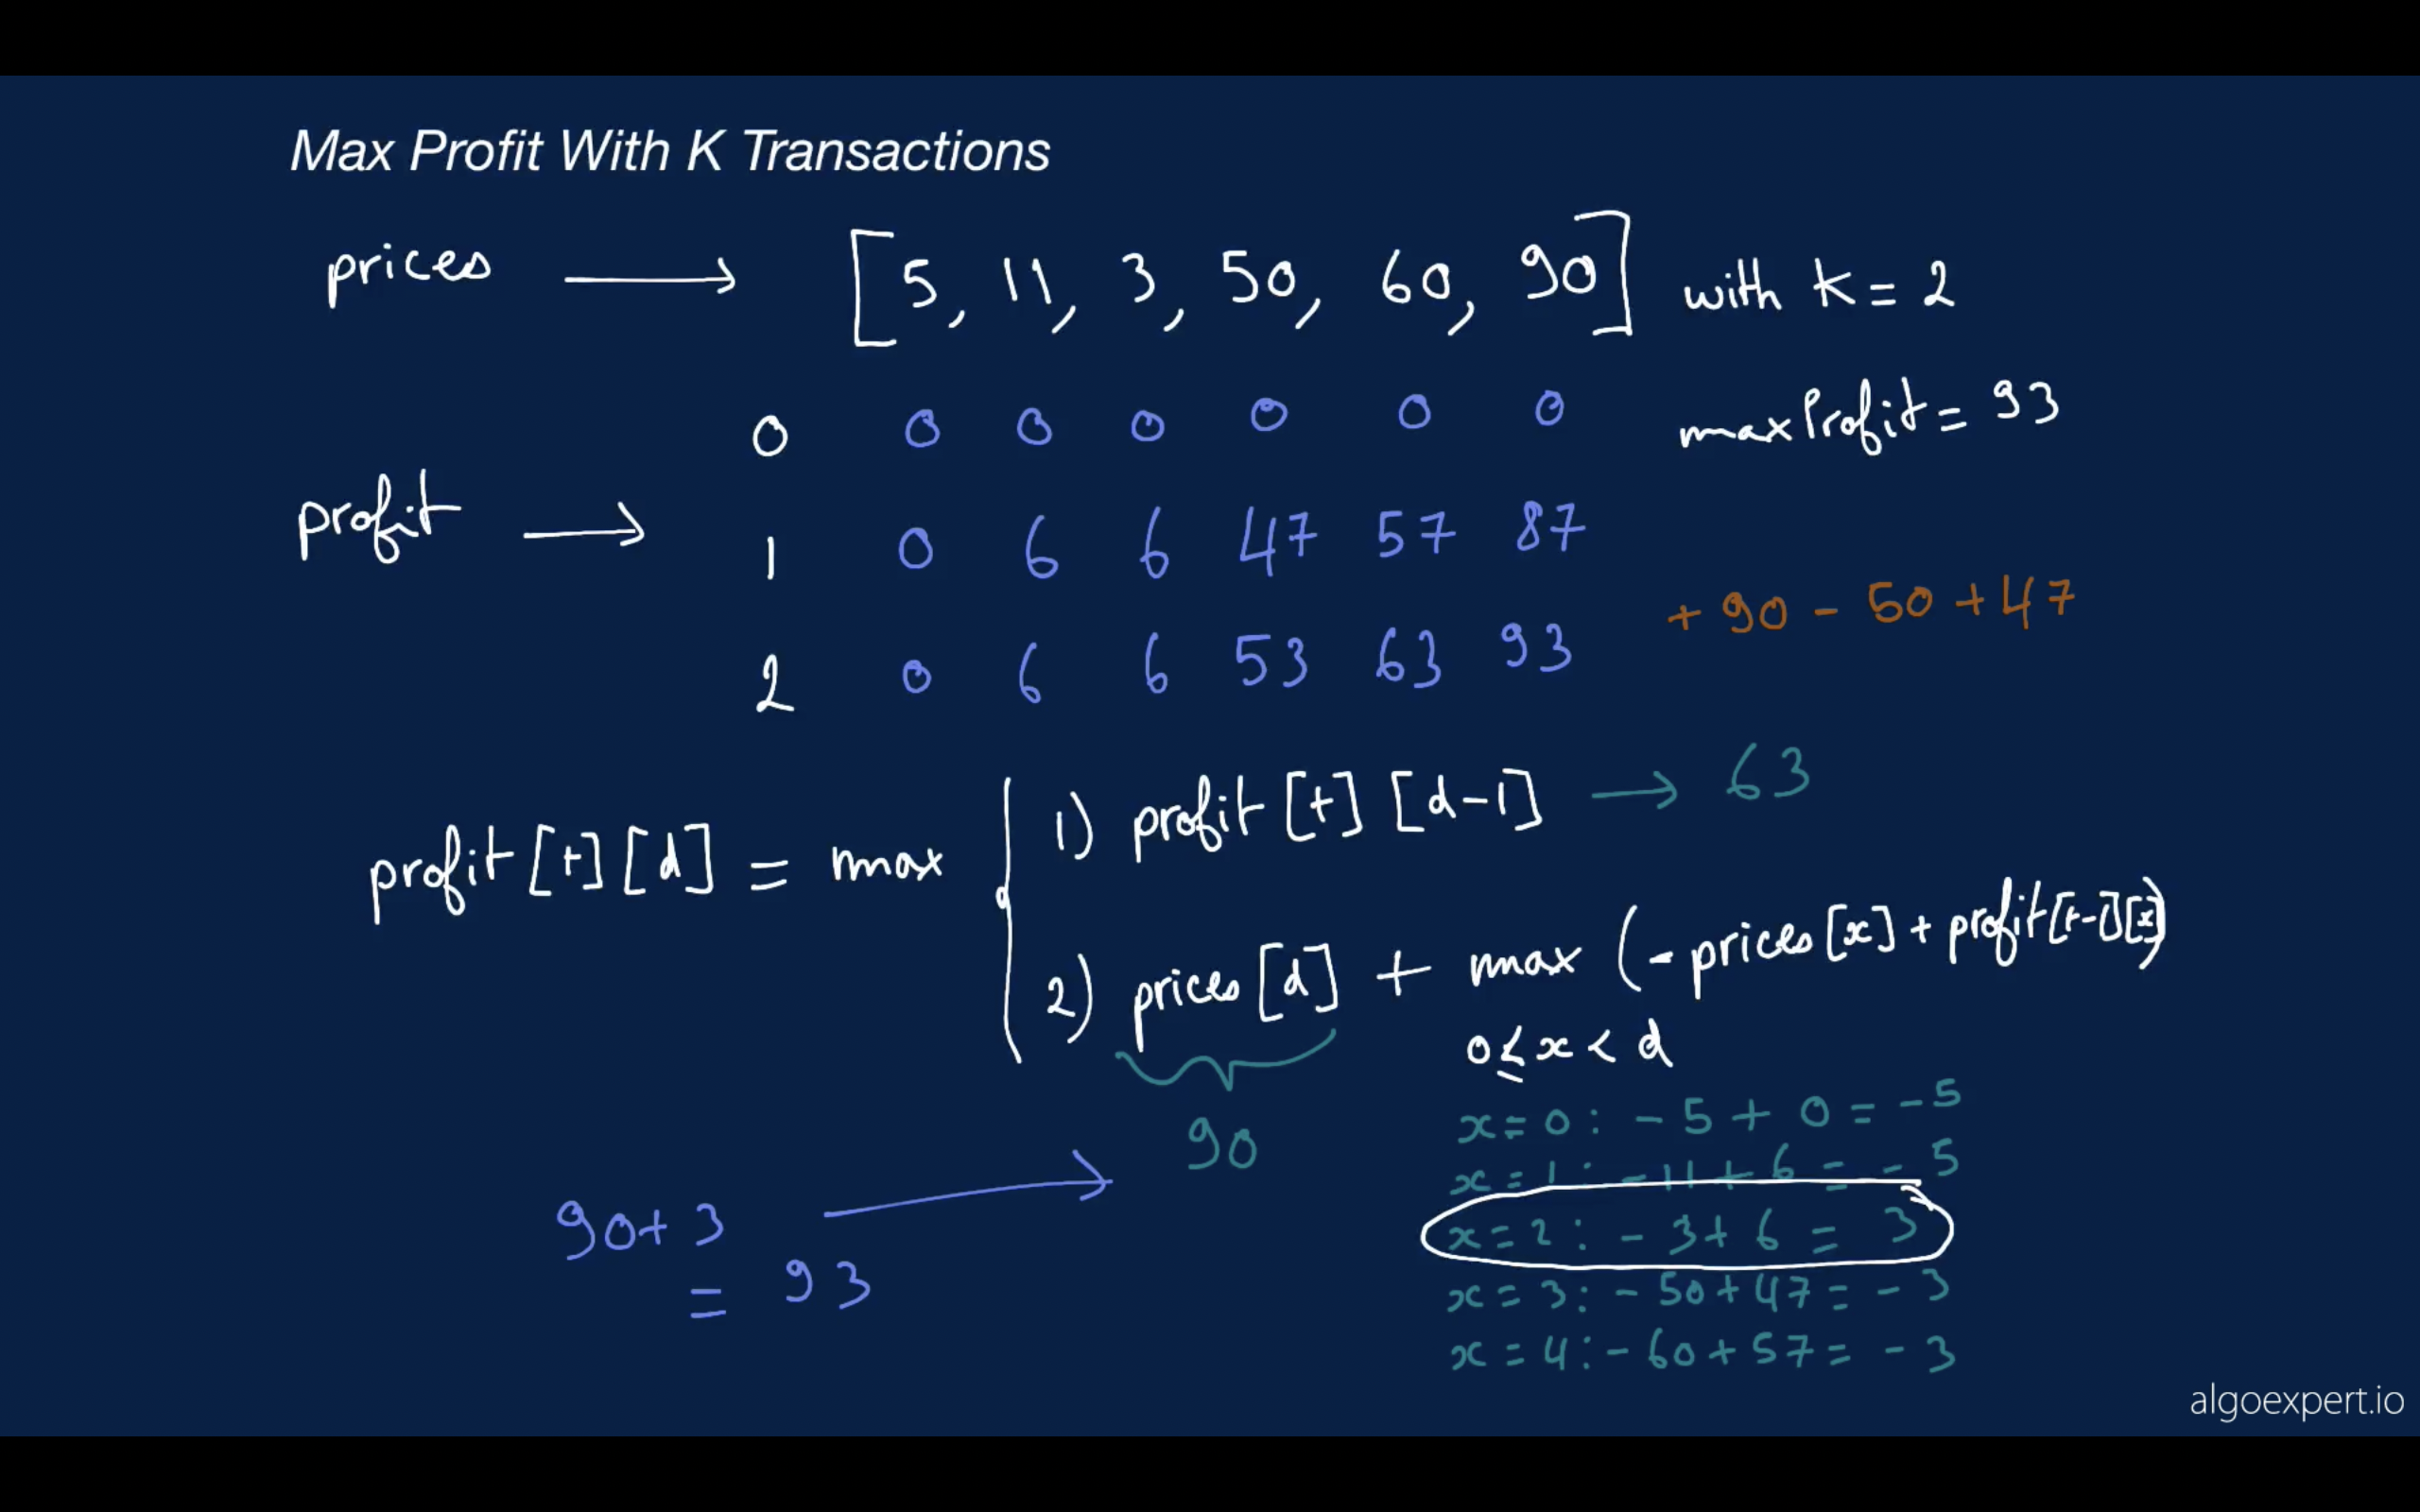 Max Profit With K Transactions
prices → [5, 11, 3, 50, 60, 90] with k = 2
0 0 0 0 0 0 0 maxProfit = 93
profit →
1 0 6 6 47 57 87
+ 90 - 50 + 47
2 0 6 6 53 63 93
1) profit[t][d-1] → 63
profit[t][d] = max
2) prices[d] + max (-prices[x] + profit[t-1][x])
0 ≤ x < d
90
x = 0 : - 5 + 0 = - 5
x = 1 : - 11 + 6 = - 5
x = 2 : - 3 + 6 = 3
x = 3 : - 50 + 47 = - 3
x = 4 : - 60 + 57 = - 3
90 + 3 →
= 93
algoexpert.io